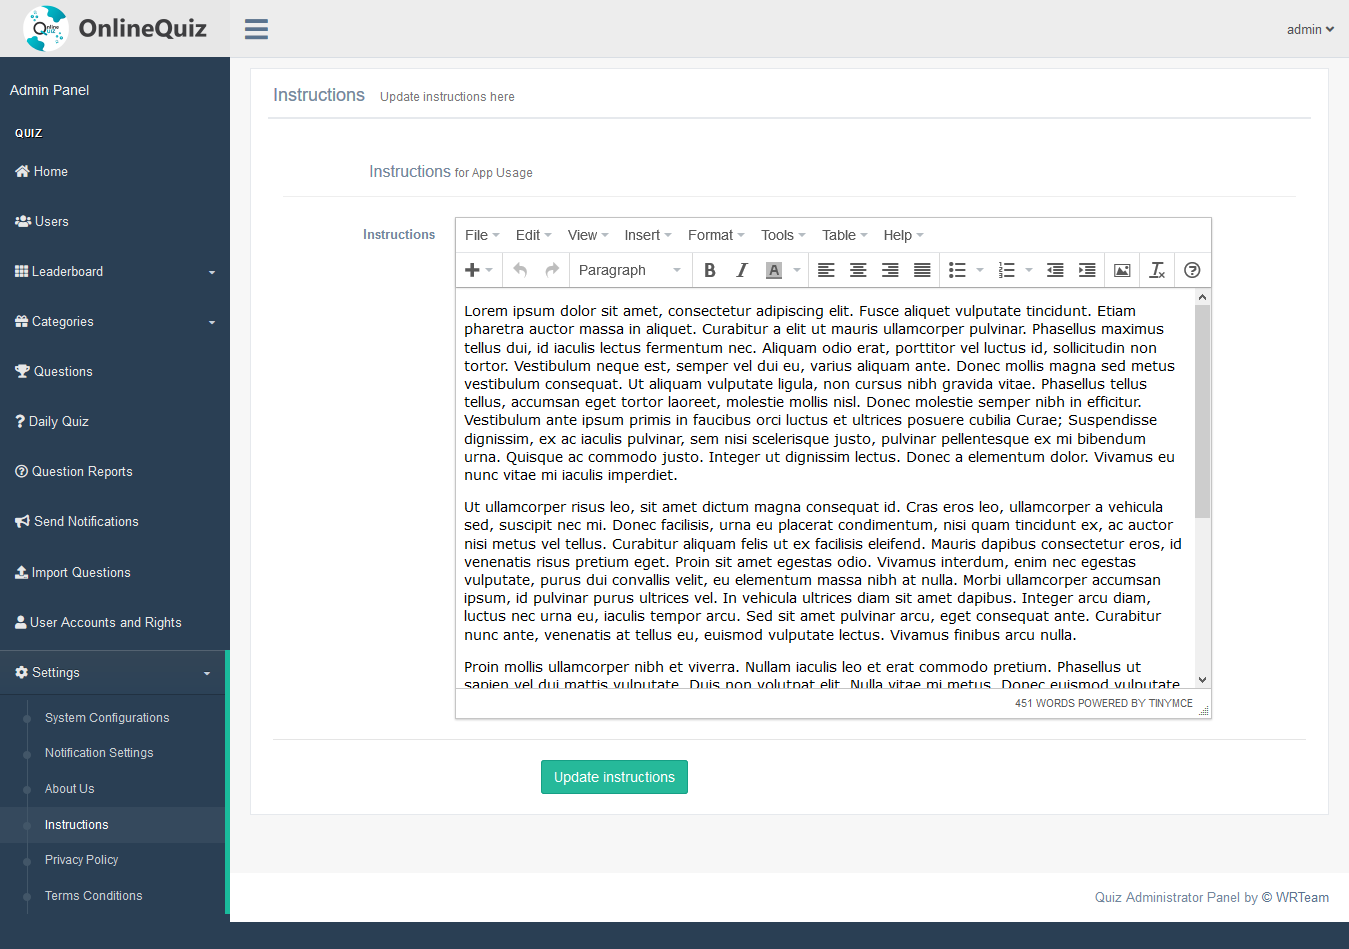 Online Quiz
OnlineQuiz
admin
Admin Panel
QUIZ
Home
Users
Leaderboard
Categories
Questions
Daily Quiz
Question Reports
Send Notifications
Import Questions
User Accounts and Rights
Settings
System Configurations
Notification Settings
About Us
Instructions
Privacy Policy
Terms Conditions
Instructions Update instructions here
Instructions for App Usage
Instructions
File Edit View Insert Format Tools Table Help
Paragraph B I A
Lorem ipsum dolor sit amet, consectetur adipiscing elit. Fusce aliquet vulputate tincidunt. Etiam
pharetra auctor massa in aliquet. Curabitur a elit ut mauris ullamcorper pulvinar. Phasellus maximus
tellus dui, id iaculis lectus fermentum nec. Aliquam odio erat, porttitor vel luctus id, sollicitudin non
tortor. Vestibulum neque est, semper vel dui eu, varius aliquam ante. Donec mollis magna sed metus
vestibulum consequat. Ut aliquam vulputate ligula, non cursus nibh gravida vitae. Phasellus tellus
tellus, accumsan eget tortor laoreet, molestie mollis nisl. Donec molestie semper nibh in efficitur.
Vestibulum ante ipsum primis in faucibus orci luctus et ultrices posuere cubilia Curae; Suspendisse
dignissim, ex ac iaculis pulvinar, sem nisi scelerisque justo, pulvinar pellentesque ex mi bibendum
urna. Quisque ac commodo justo. Integer ut dignissim lectus. Donec a elementum dolor. Vivamus eu
nunc vitae mi iaculis imperdiet.
Ut ullamcorper risus leo, sit amet dictum magna consequat id. Cras eros leo, ullamcorper a vehicula
sed, suscipit nec mi. Donec facilisis, urna eu placerat condimentum, nisi quam tincidunt ex, ac auctor
nisi metus vel tellus. Curabitur aliquam felis ut ex facilisis eleifend. Mauris dapibus consectetur eros, id
venenatis risus pretium eget. Proin sit amet egestas odio. Vivamus interdum, enim nec egestas
vulputate, purus dui convallis velit, eu elementum massa nibh at nulla. Morbi ullamcorper accumsan
ipsum, id pulvinar purus ultrices vel. In vehicula ultrices diam sit amet dapibus. Integer arcu diam,
luctus nec urna eu, iaculis tempor arcu. Sed sit amet pulvinar arcu, eget consequat ante. Curabitur
nunc ante, venenatis at tellus eu, euismod vulputate lectus. Vivamus finibus arcu nulla.
Proin mollis ullamcorper nibh et viverra. Nullam iaculis leo et erat commodo pretium. Phasellus ut
sapien vel dui mattis vulputate. Duis non volutpat elit. Nulla vitae mi metus. Donec euismod vulputate
451 WORDS POWERED BY TINYMCE
Update instructions
Quiz Administrator Panel by © WRTeam